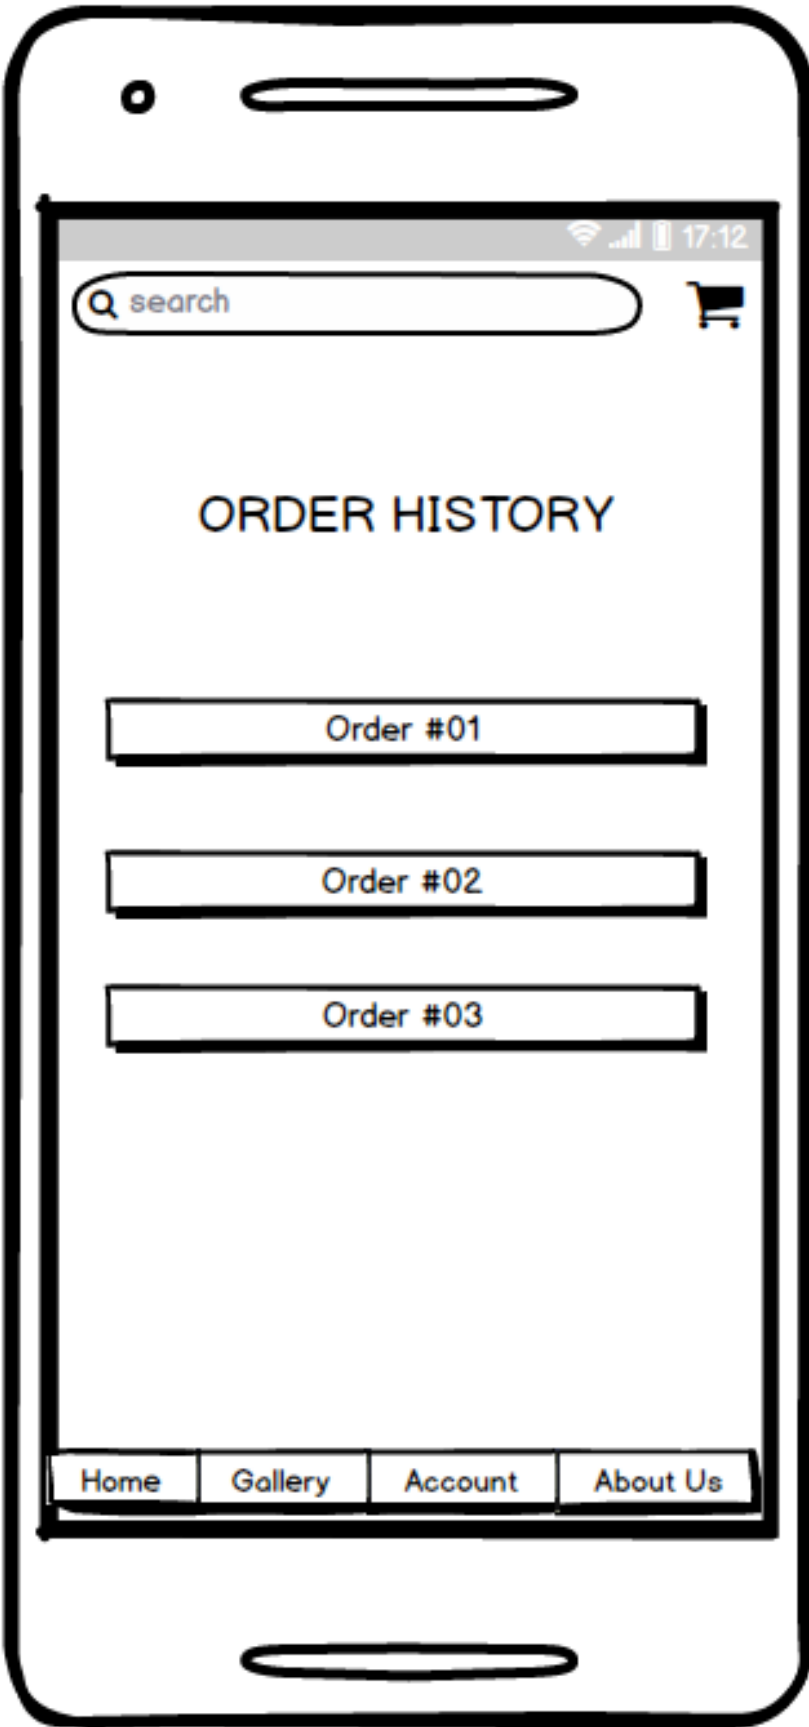 17:12
search
ORDER HISTORY
Order #01
Order #02
Order #03
Home Gallery Account About Us